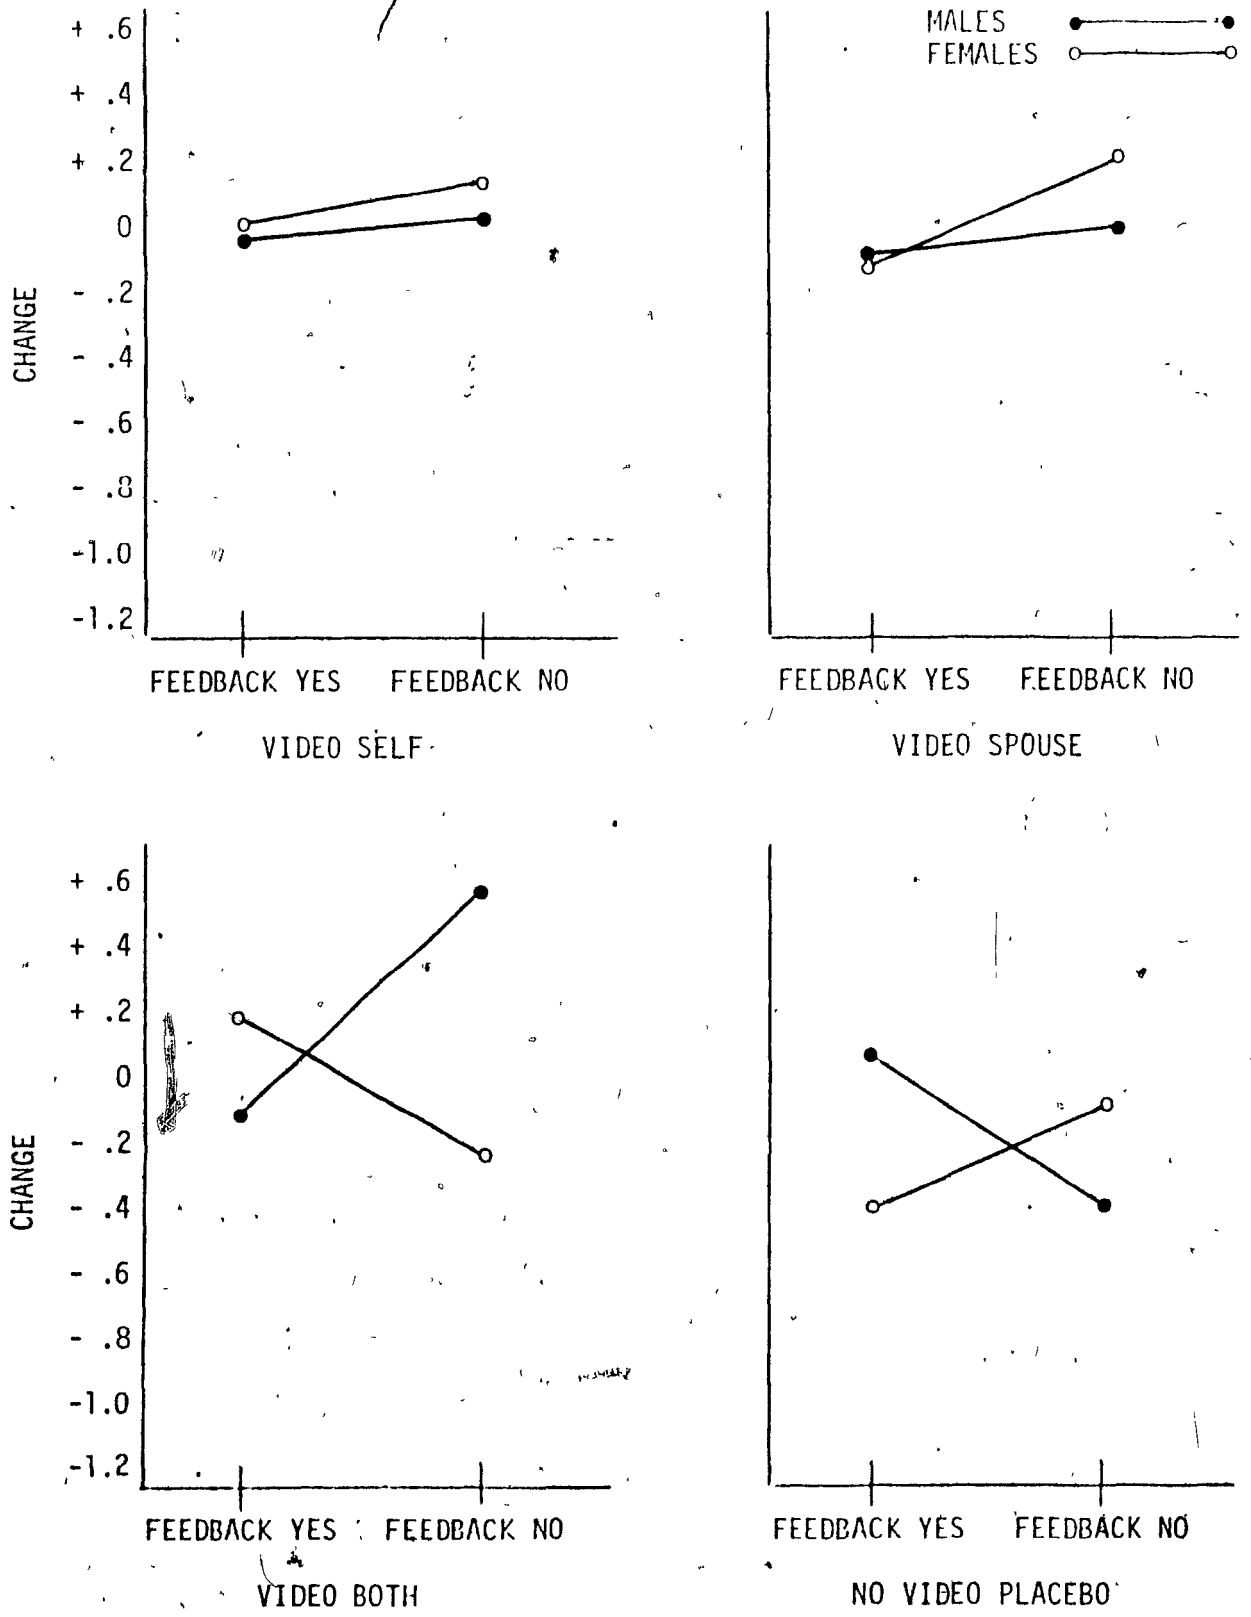 MALES
FEMALES
+ .6
+ .4
+ .2
0
- .2
- .4
- .6
- .8
-1.0
-1.2
CHANGE
FEEDBACK YES FEEDBACK NO
VIDEO SELF
FEEDBACK YES FEEDBACK NO
VIDEO SPOUSE
+ .6
+ .4
+ .2
0
- .2
- .4
- .6
- .8
-1.0
-1.2
CHANGE
FEEDBACK YES FEEDBACK NO
VIDEO BOTH
FEEDBACK YES FEEDBACK NO
NO VIDEO PLACEBO